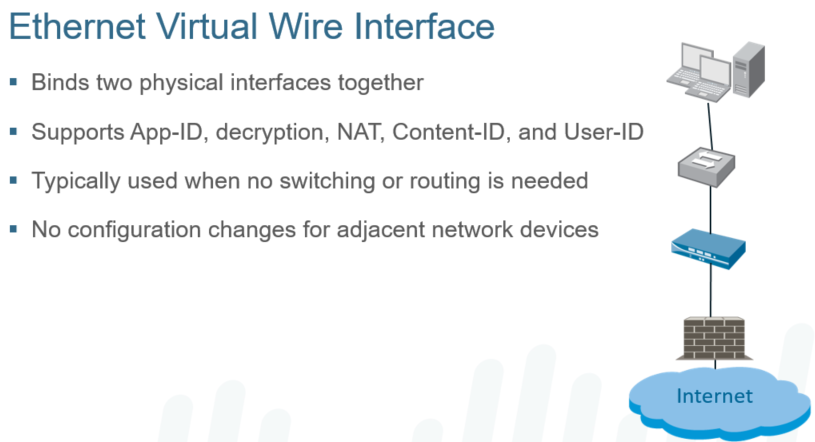 Ethernet Virtual Wire Interface
▪ Binds two physical interfaces together
▪ Supports App-ID, decryption, NAT, Content-ID, and User-ID
▪ Typically used when no switching or routing is needed
▪ No configuration changes for adjacent network devices
Internet